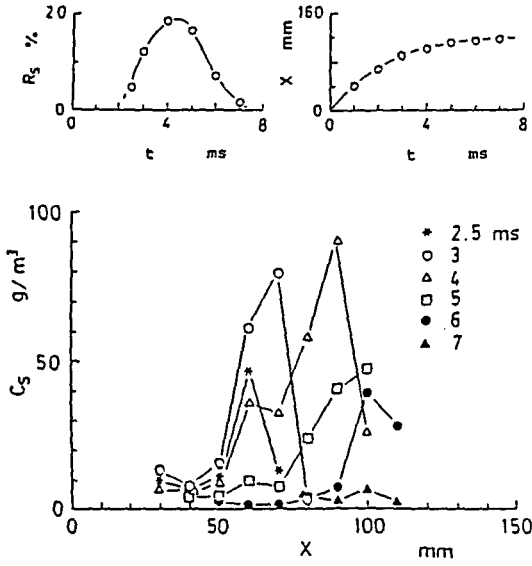 20
R_s %
0
0 4 8
t ms
160
X mm
0
0 4 8
t ms
100
g/m³
50
C_s
0
0 50 100 150
X mm
* 2.5 ms
○ 3
△ 4
□ 5
● 6
▲ 7